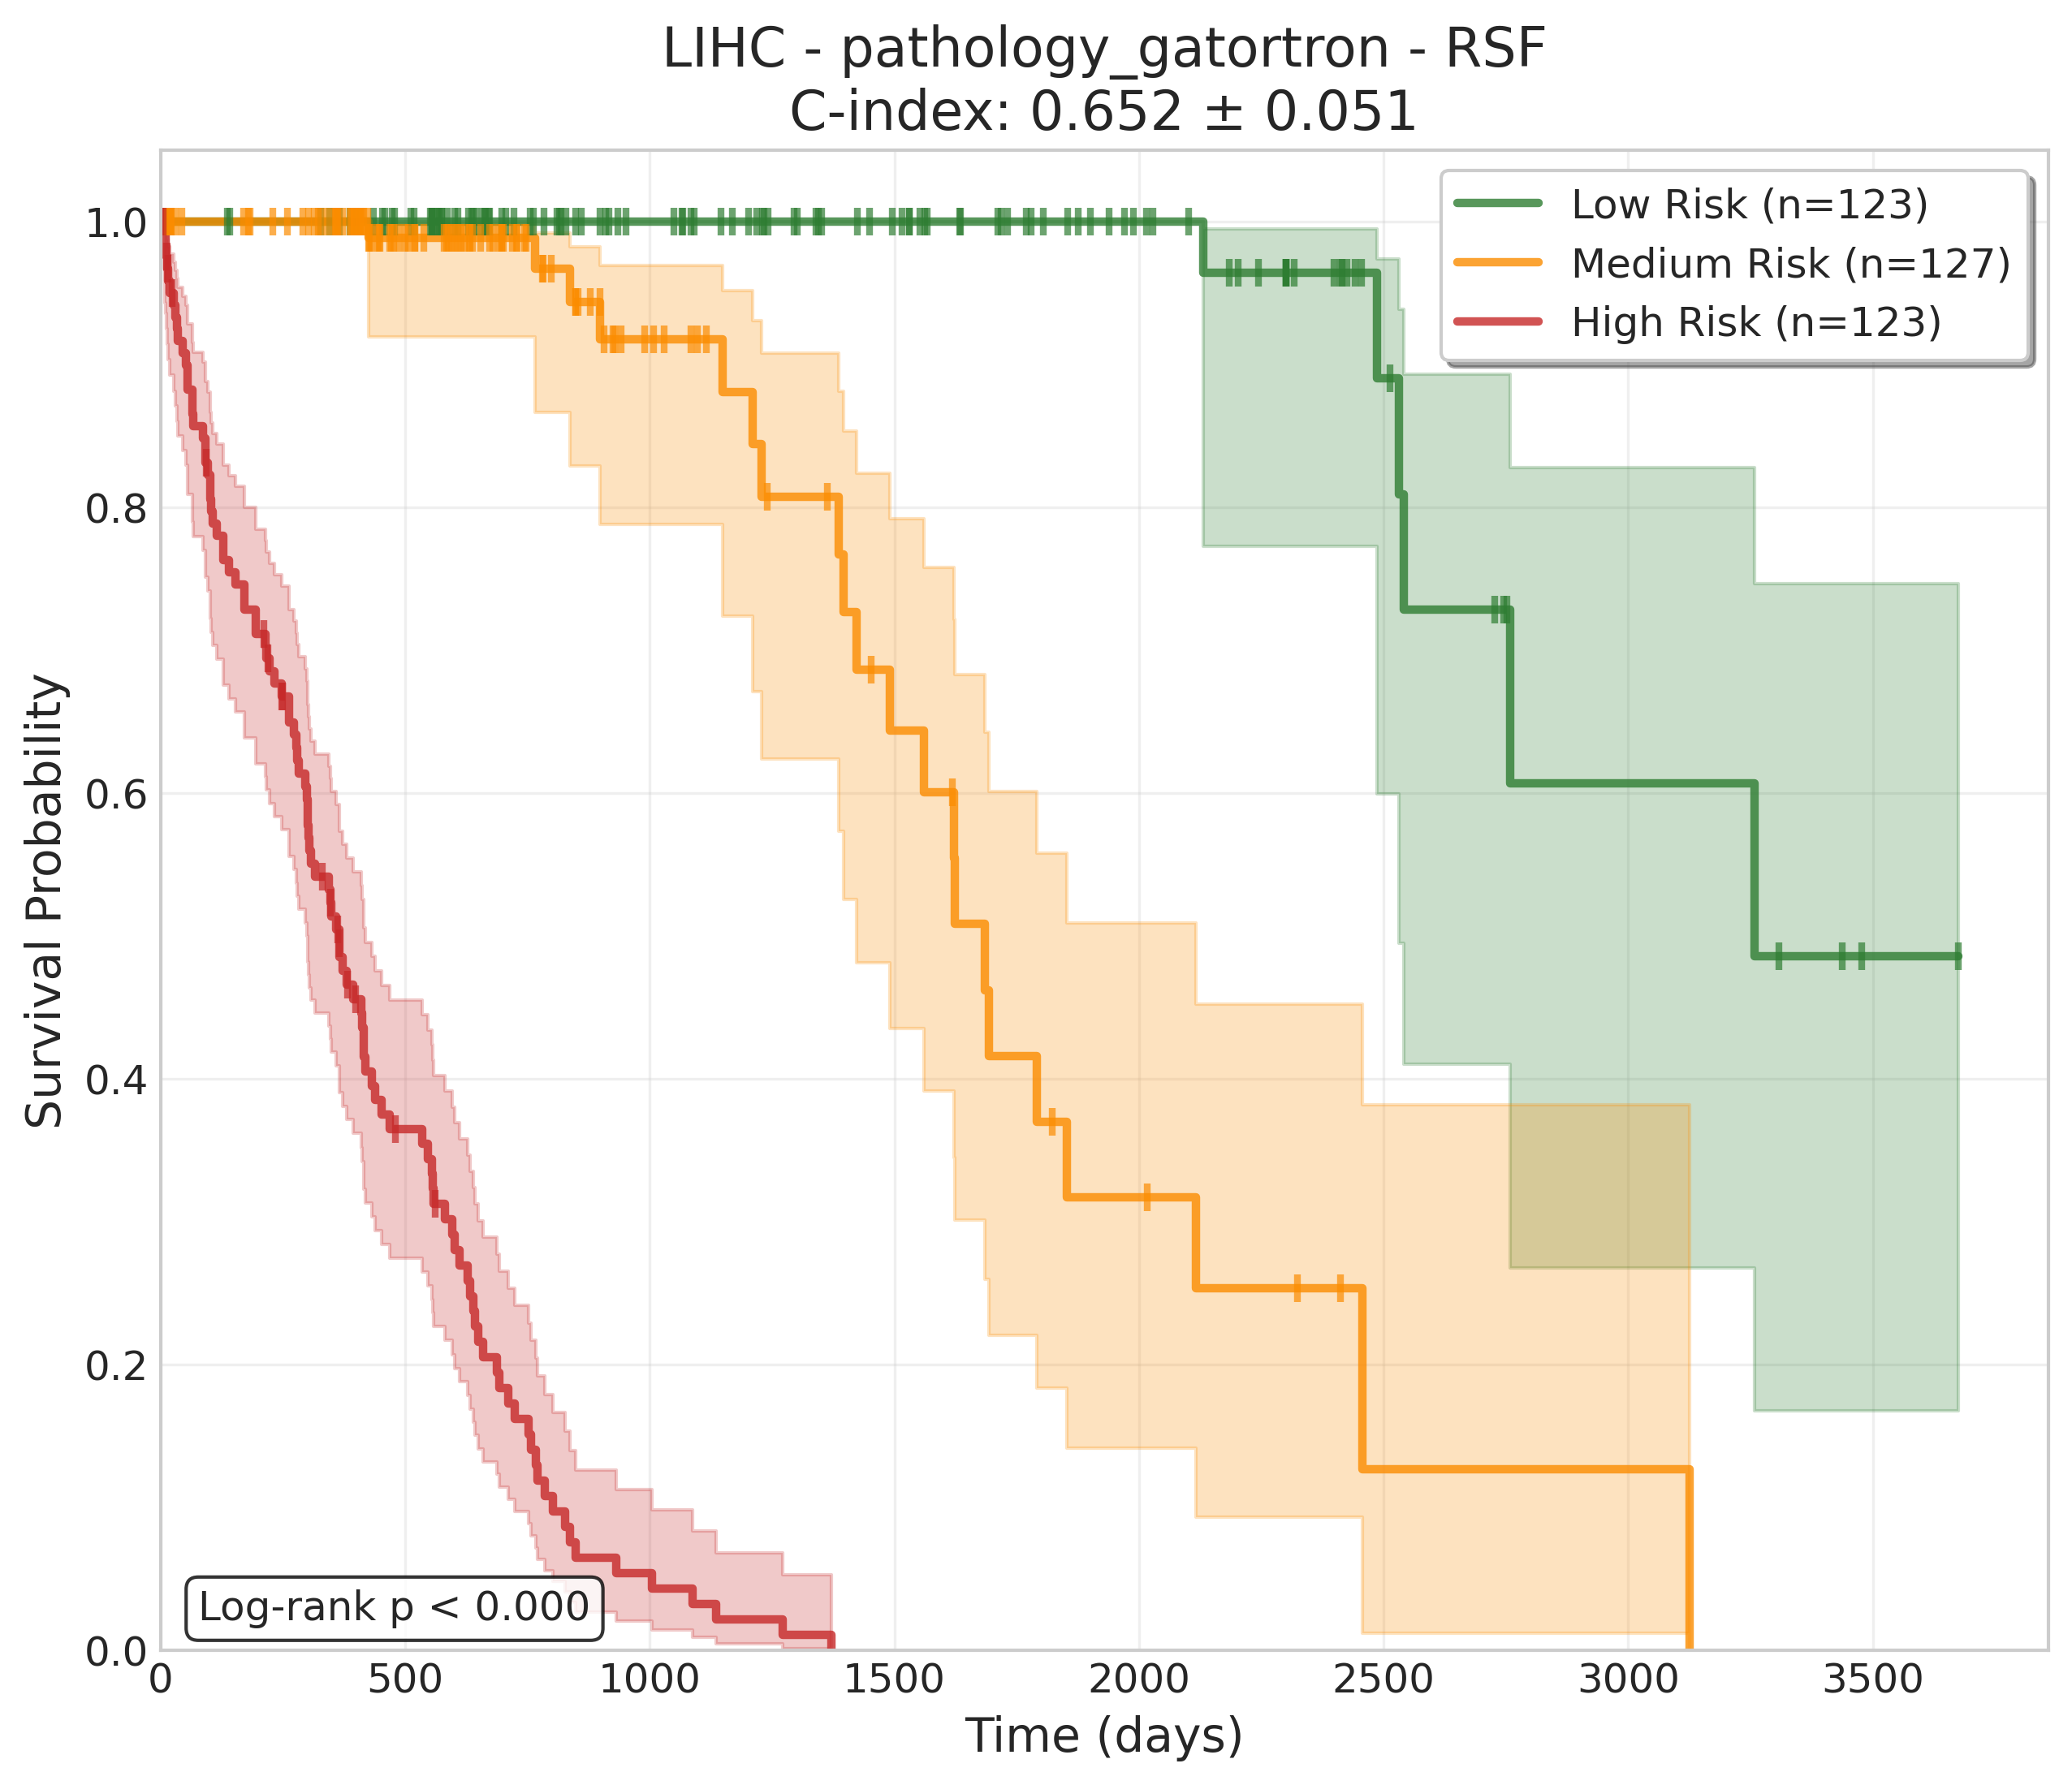 LIHC - pathology_gatortron - RSF
C-index: 0.652 ± 0.051
Low Risk (n=123)
Medium Risk (n=127)
High Risk (n=123)
Survival Probability
1.0
0.8
0.6
0.4
0.2
0.0
Log-rank p < 0.000
0 500 1000 1500 2000 2500 3000 3500
Time (days)